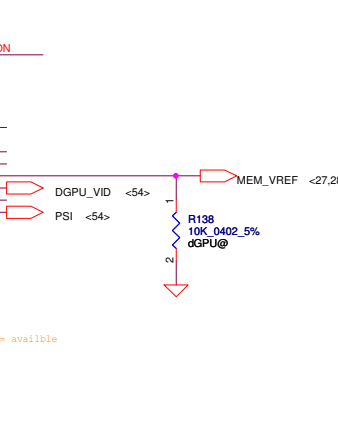 ON
MEM_VREF <27,28
DGPU_VID <54>
PSI <54>
1
R138
10K_0402_5%
dGPU@
2
= availble